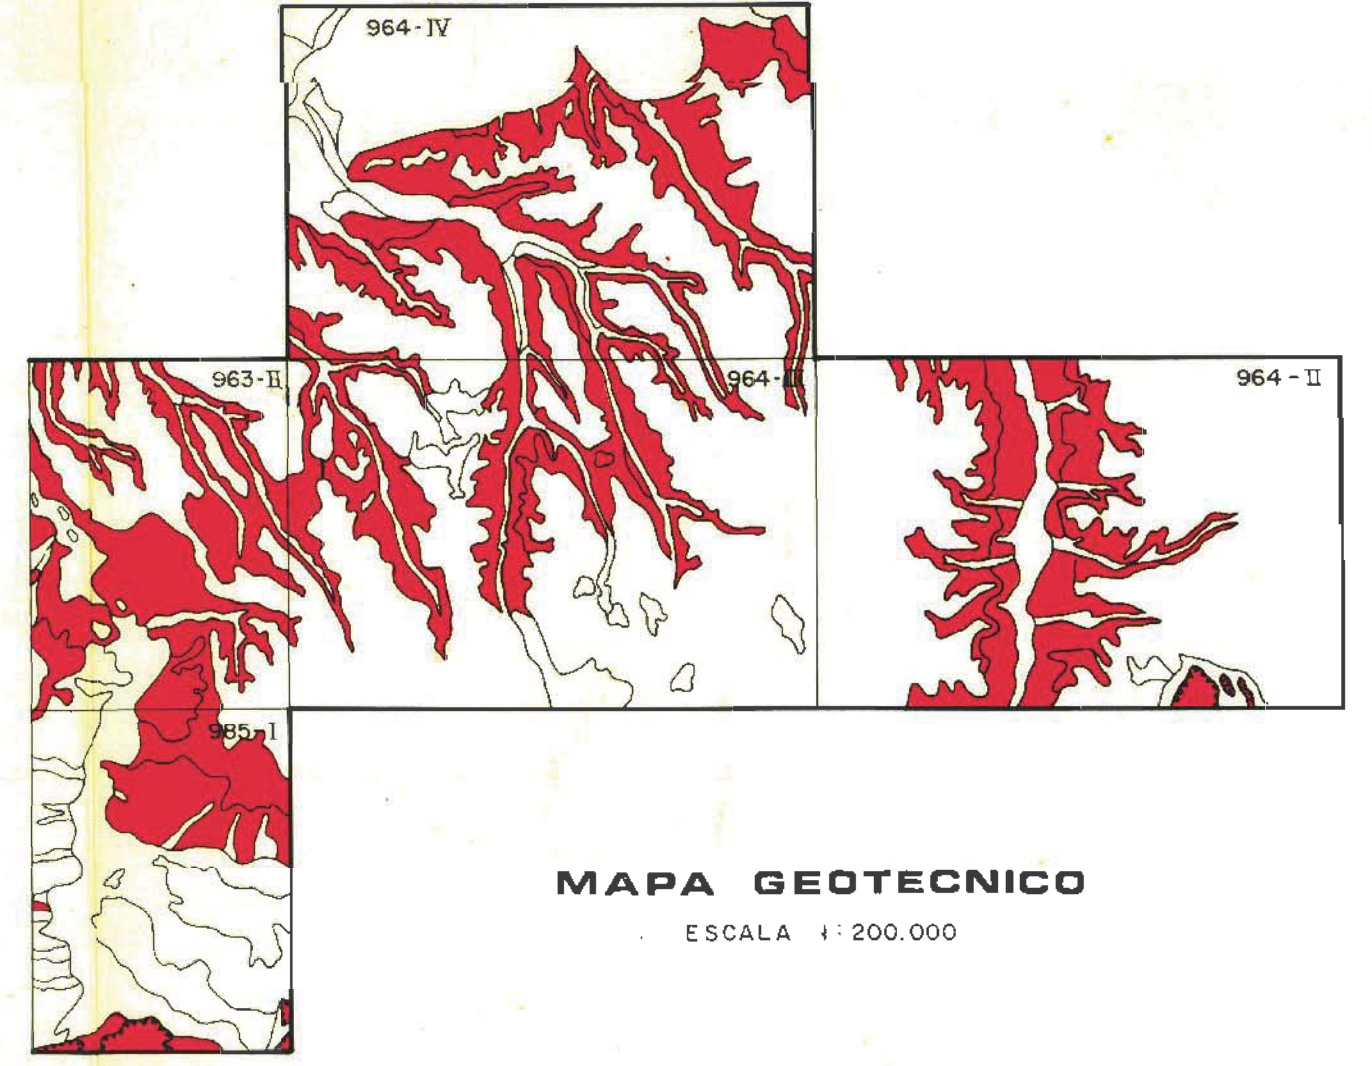 964-IV
963-II
964-III
964-II
985-I
MAPA GEOTECNICO
ESCALA 1:200.000